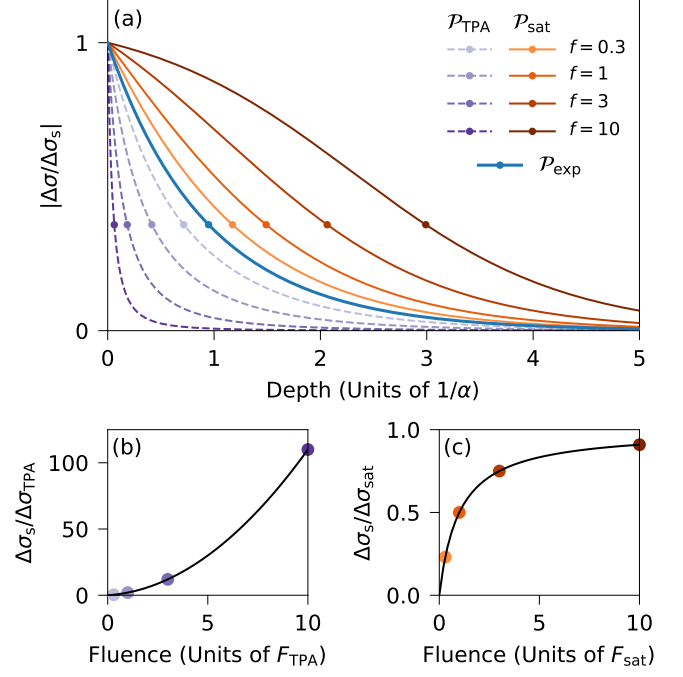 (a)
𝒫TPA 𝒫sat
f = 0.3
f = 1
f = 3
f = 10
𝒫exp
|Δσ/Δσs|
1
0
0 1 2 3 4 5
Depth (Units of 1/α)
(b)
Δσs/ΔσTPA
100
50
0
0 5 10
Fluence (Units of FTPA)
(c)
Δσs/Δσsat
1.0
0.5
0.0
0 5 10
Fluence (Units of Fsat)